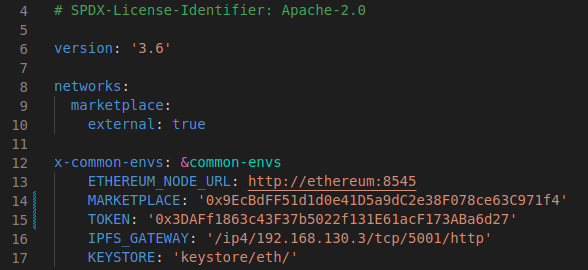 4 # SPDX-License-Identifier: Apache-2.0
5
6 version: '3.6'
7
8 networks:
9 marketplace:
10 external: true
11
12 x-common-envs: &common-envs
13 ETHEREUM_NODE_URL: http://ethereum:8545
14 MARKETPLACE: '0x9EcBdFF51d1d0e41D5a9dC2e38F078ce63C971f4'
15 TOKEN: '0x3DAFf1863c43F37b5022f131E61acF173ABa6d27'
16 IPFS_GATEWAY: '/ip4/192.168.130.3/tcp/5001/http'
17 KEYSTORE: 'keystore/eth/'